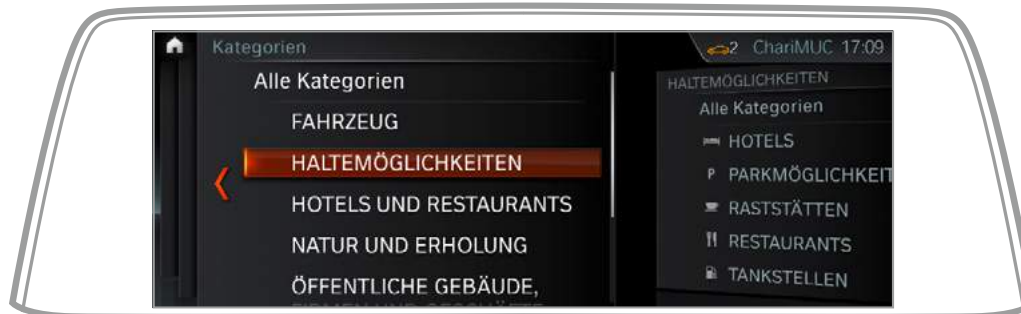 Kategorien
Alle Kategorien
FAHRZEUG
HALTEMÖGLICHKEITEN
HOTELS UND RESTAURANTS
NATUR UND ERHOLUNG
ÖFFENTLICHE GEBÄUDE,
2 ChariMUC 17:09
HALTEMÖGLICHKEITEN
Alle Kategorien
HOTELS
P PARKMÖGLICHKEIT
RASTSTÄTTEN
RESTAURANTS
TANKSTELLEN